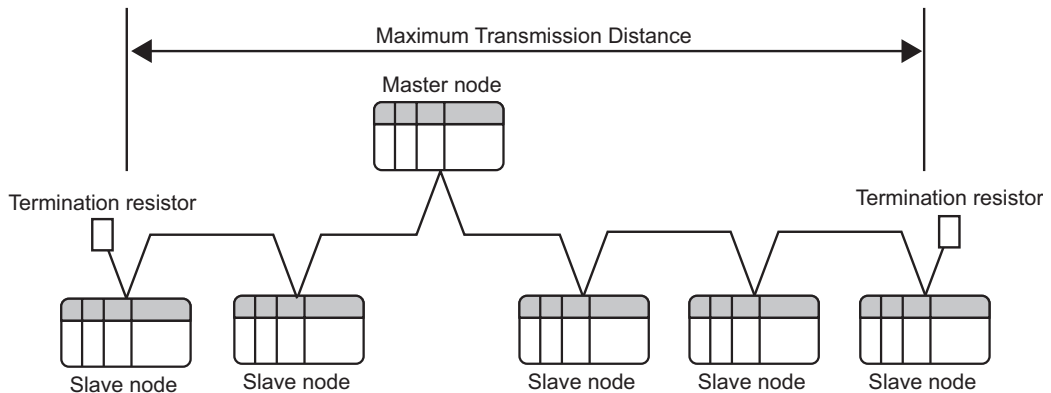 Maximum Transmission Distance
Master node
Termination resistor
Termination resistor
Slave node
Slave node
Slave node
Slave node
Slave node